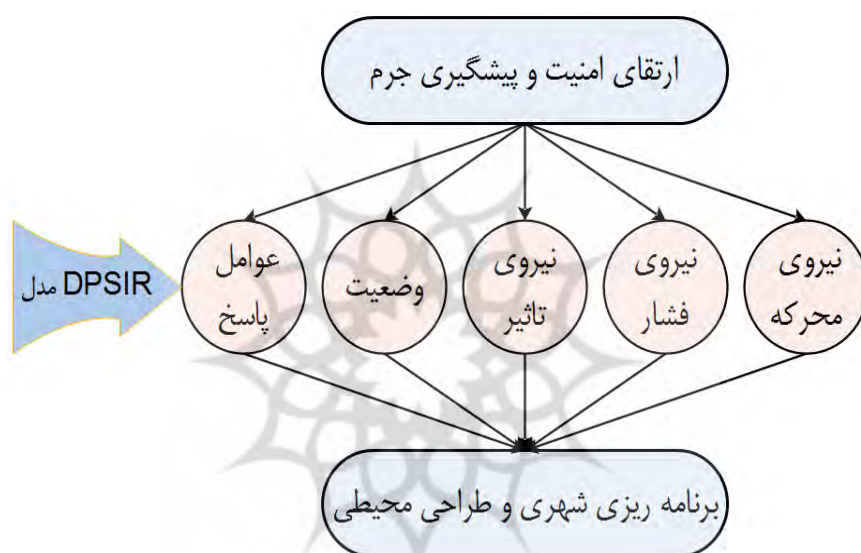 ارتقای امنیت و پیشگیری جرم
نیروی
محرکه
نیروی
فشار
نیروی
تاثیر
وضعیت
عوامل
پاسخ
مدل DPSIR
برنامه ریزی شهری و طراحی محیطی